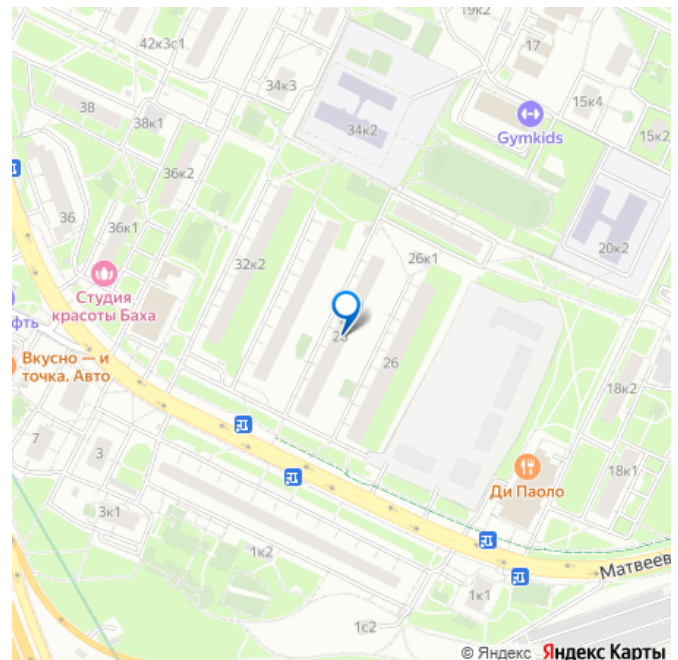 19к2
17
42к3с1
34к3
38
15к4
38к1
34к2
Gymkids
15к2
36к2
36
36к1
20к2
32к2
26к1
Студия
красоты Баха
фть
28
Вкусно — и
точка. Авто
26
18к2
7
3
Ди Паоло
18к1
3к1
1к2
Матвеев
1к1
1с2
© Яндекс Яндекс Карты